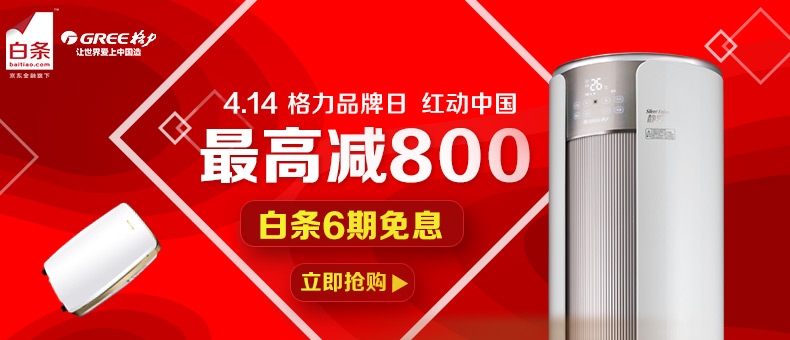 白条
baitiao.com
京东金融旗下
GREE格力
让世界爱上中国造
4.14 格力品牌日 红动中国
最高减800
白条6期免息
立即抢购
26